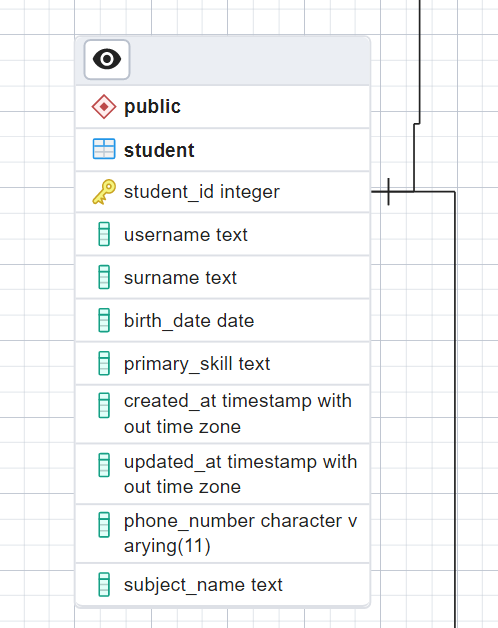 public
student
student_id integer
username text
surname text
birth_date date
primary_skill text
created_at timestamp with
out time zone
updated_at timestamp with
out time zone
phone_number character v
arying(11)
subject_name text